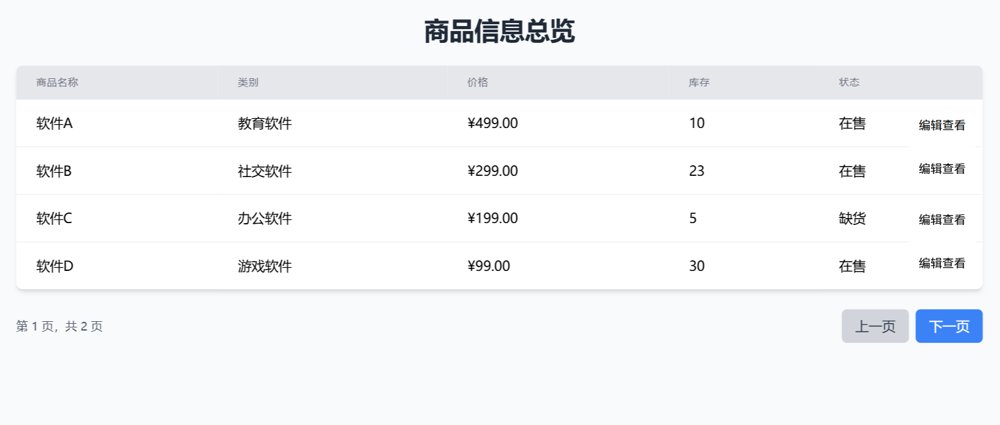 商品信息总览
商品名称 类别 价格 库存 状态
软件A 教育软件 ¥499.00 10 在售 编辑查看
软件B 社交软件 ¥299.00 23 在售 编辑查看
软件C 办公软件 ¥199.00 5 缺货 编辑查看
软件D 游戏软件 ¥99.00 30 在售 编辑查看
第 1 页，共 2 页 上一页 下一页